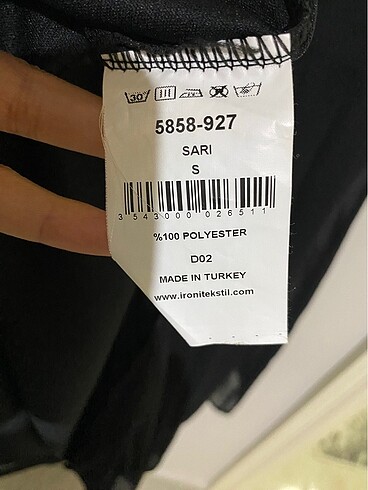 30°
5858-927
SARI
S
3 543000 026511
%100 POLYESTER
D02
MADE IN TURKEY
www.ironitekstil.com